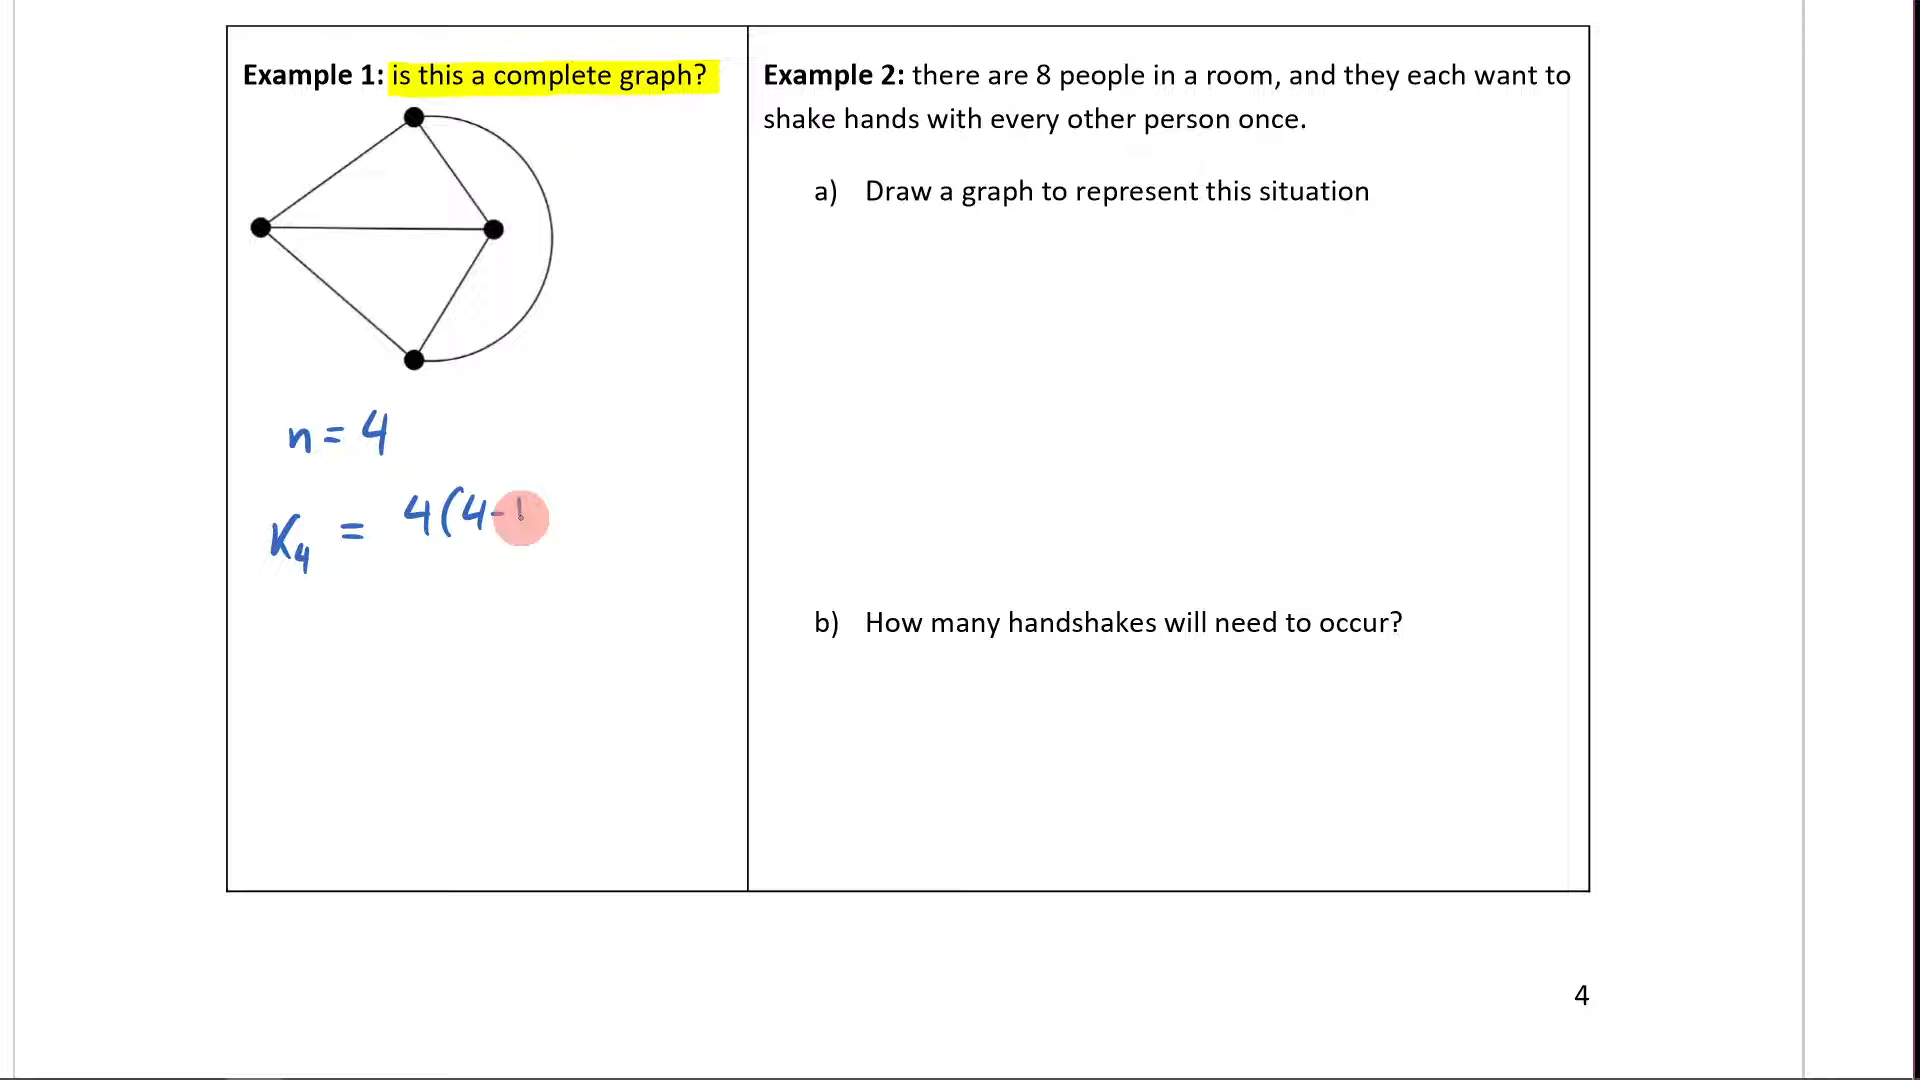 Example 1: is this a complete graph?
n = 4
K4 = 4(4-1
Example 2: there are 8 people in a room, and they each want to
shake hands with every other person once.
a) Draw a graph to represent this situation
b) How many handshakes will need to occur?
4